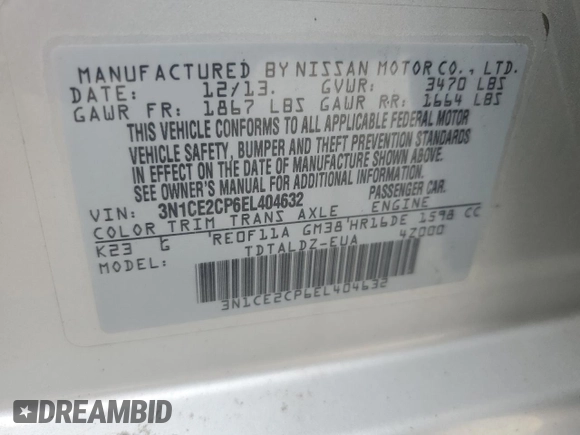 MANUFACTURED BY NISSAN MOTOR CO., LTD.
DATE: 12/13. GVWR: 3470 LBS
GAWR FR: 1867 LBS GAWR RR: 1664 LBS
THIS VEHICLE CONFORMS TO ALL APPLICABLE FEDERAL MOTOR
VEHICLE SAFETY, BUMPER AND THEFT PREVENTION STANDARDS
IN EFFECT ON THE DATE OF MANUFACTURE SHOWN ABOVE.
SEE OWNER'S MANUAL FOR ADDITIONAL INFORMATION.
VIN: 3N1CE2CP6EL404632 PASSENGER CAR.
COLOR TRIM TRANS AXLE ENGINE
K23 G RE0F11A GM38 HR16DE 1598 CC
MODEL: TDTALDZ-EUA 4Z000
3N1CE2CP6EL404632
DREAMBID